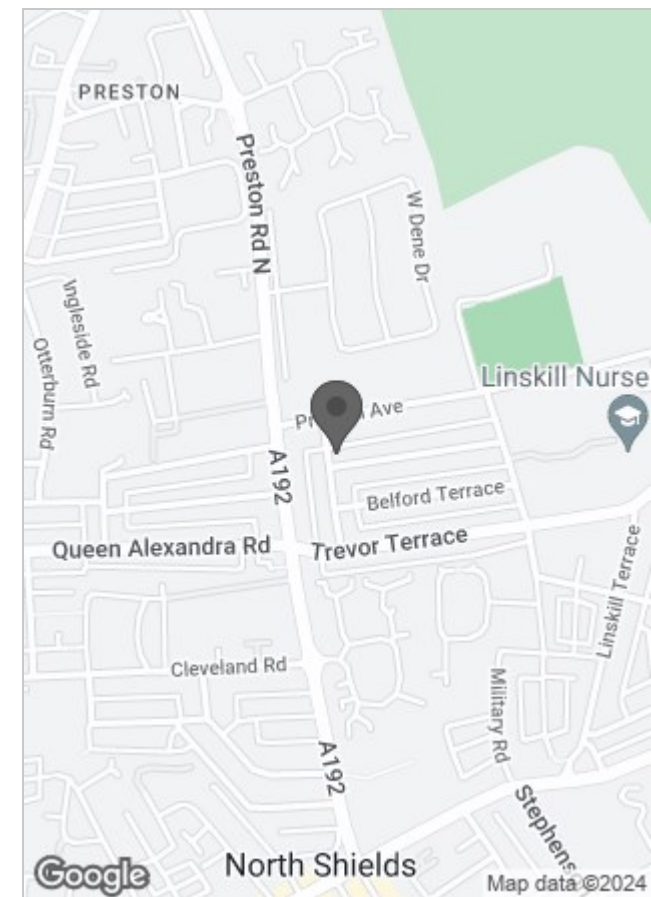 PRESTON
Preston Rd N
W Dene Dr
Ingleside Rd
Otterburn Rd
Linskill Nurse
Ave
A192
Belford Terrace
Queen Alexandra Rd
Trevor Terrace
Linskill Terrace
Cleveland Rd
Military Rd
A192
Stephens
North Shields
Google
Map data ©2024